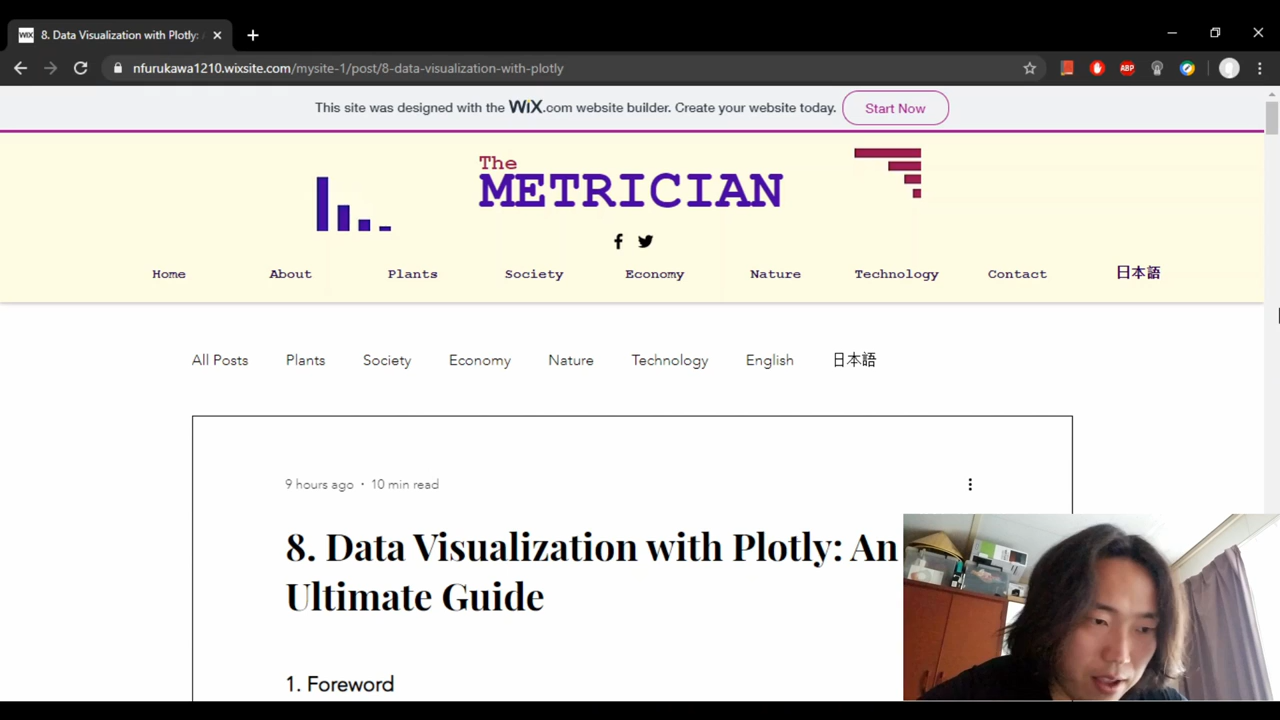 WiX 8. Data Visualization with Plotly:
nfurukawa1210.wixsite.com/mysite-1/post/8-data-visualization-with-plotly
ABP
This site was designed with the WiX.com website builder. Create your website today. Start Now
The
METRICIAN
Home About Plants Society Economy Nature Technology Contact 日本語
All Posts Plants Society Economy Nature Technology English 日本語
9 hours ago · 10 min read
8. Data Visualization with Plotly: An
Ultimate Guide
1. Foreword